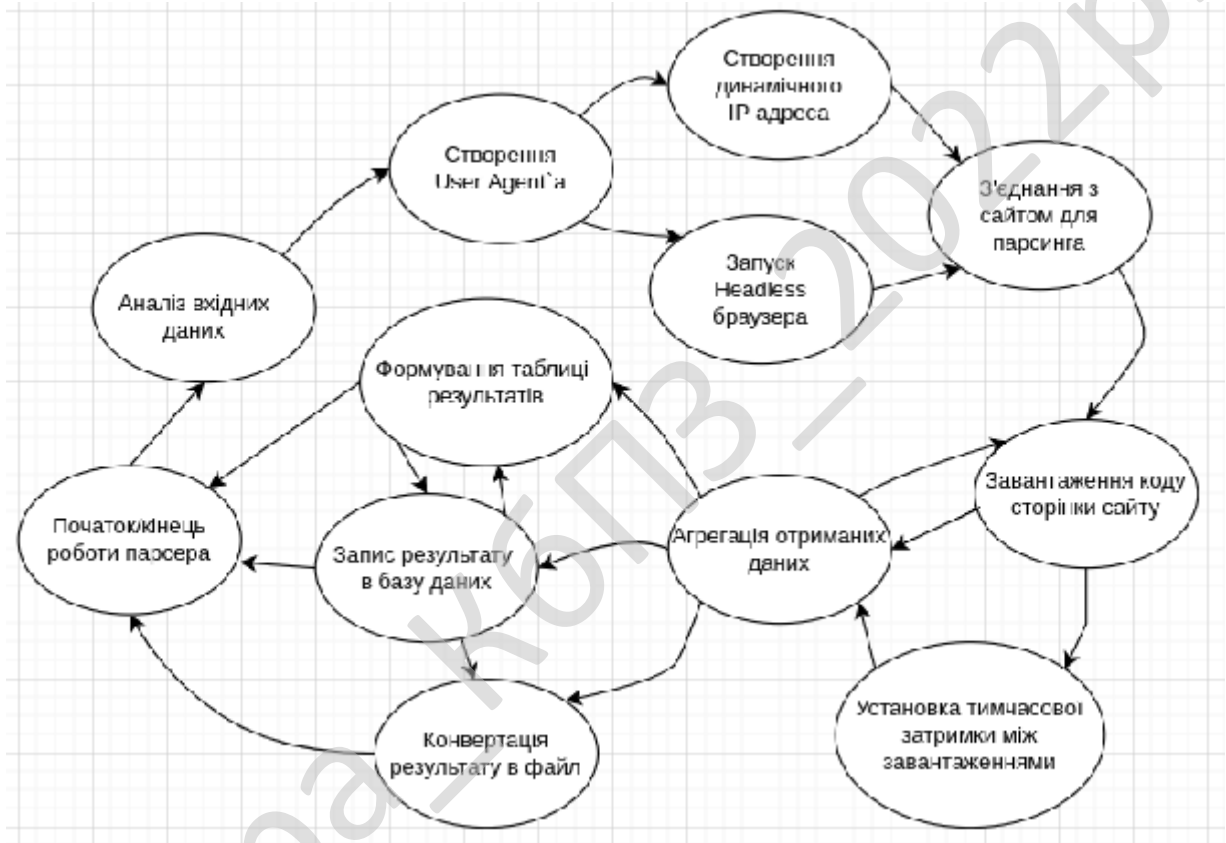 Створення
динамічного
IP адреса
Створення
User Agent`а
З'єднання з
сайтом для
парсинга
Запуск
Headless
браузера
Аналіз вхідних
даних
Формування таблиці
результатів
Завантаження коду
сторінки сайту
Початок/кінець
роботи парсера
Запис результату
в базу даних
Агрегація отриманих
даних
Установка тимчасової
затримки між
завантаженнями
Конвертація
результату в файл
ра_КбПЗ_2022р